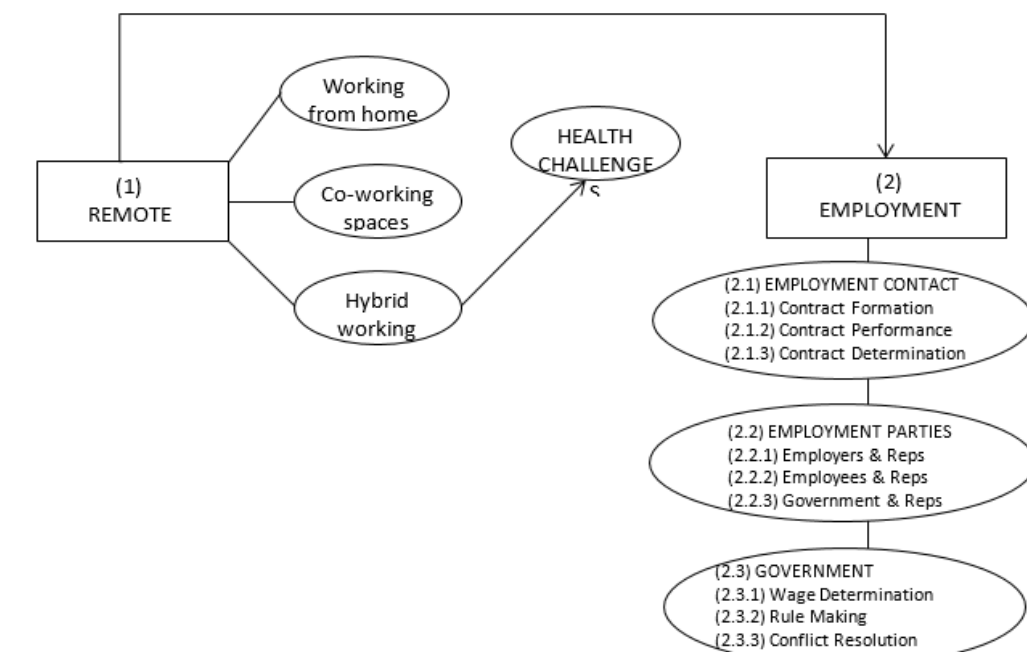 Working
from home
HEALTH
CHALLENGE
S
(1)
REMOTE
Co-working
spaces
(2)
EMPLOYMENT
Hybrid
working
(2.1) EMPLOYMENT CONTACT
(2.1.1) Contract Formation
(2.1.2) Contract Performance
(2.1.3) Contract Determination
(2.2) EMPLOYMENT PARTIES
(2.2.1) Employers & Reps
(2.2.2) Employees & Reps
(2.2.3) Government & Reps
(2.3) GOVERNMENT
(2.3.1) Wage Determination
(2.3.2) Rule Making
(2.3.3) Conflict Resolution